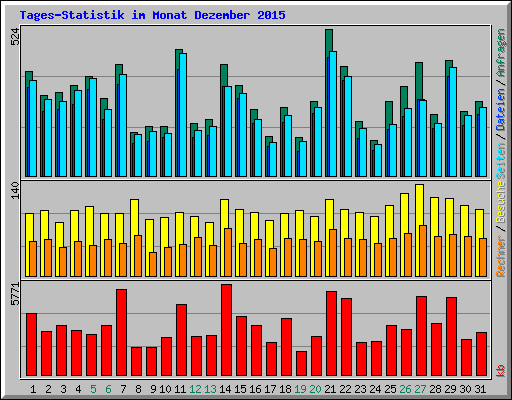 Tages-Statistik im Monat Dezember 2015
524
140
5771
Rechner / Besuche Seiten / Dateien / Anfragen
kb
1 2 3 4 5 6 7 8 9 10 11 12 13 14 15 16 17 18 19 20 21 22 23 24 25 26 27 28 29 30 31